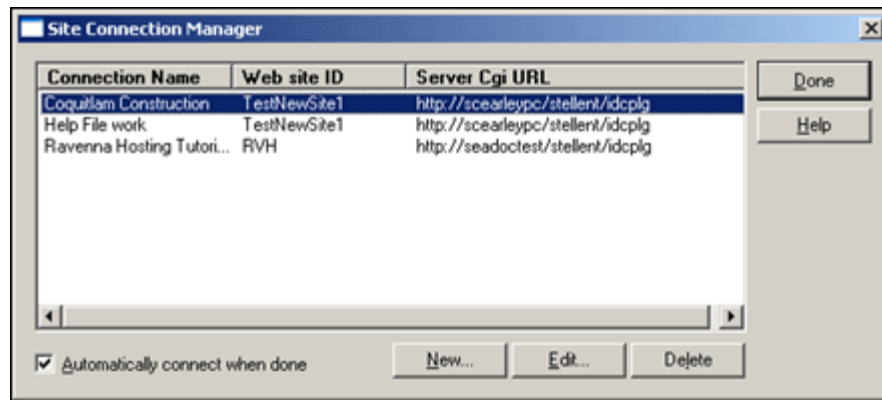 Site Connection Manager
Connection Name Web site ID Server Cgi URL
Coquitlam Construction TestNewSite1 http://scearleypc/stellent/idcplg
Help File work TestNewSite1 http://scearleypc/stellent/idcplg
Ravenna Hosting Tutori... RVH http://seadoctest/stellent/idcplg
Done
Help
Automatically connect when done
New... Edit... Delete